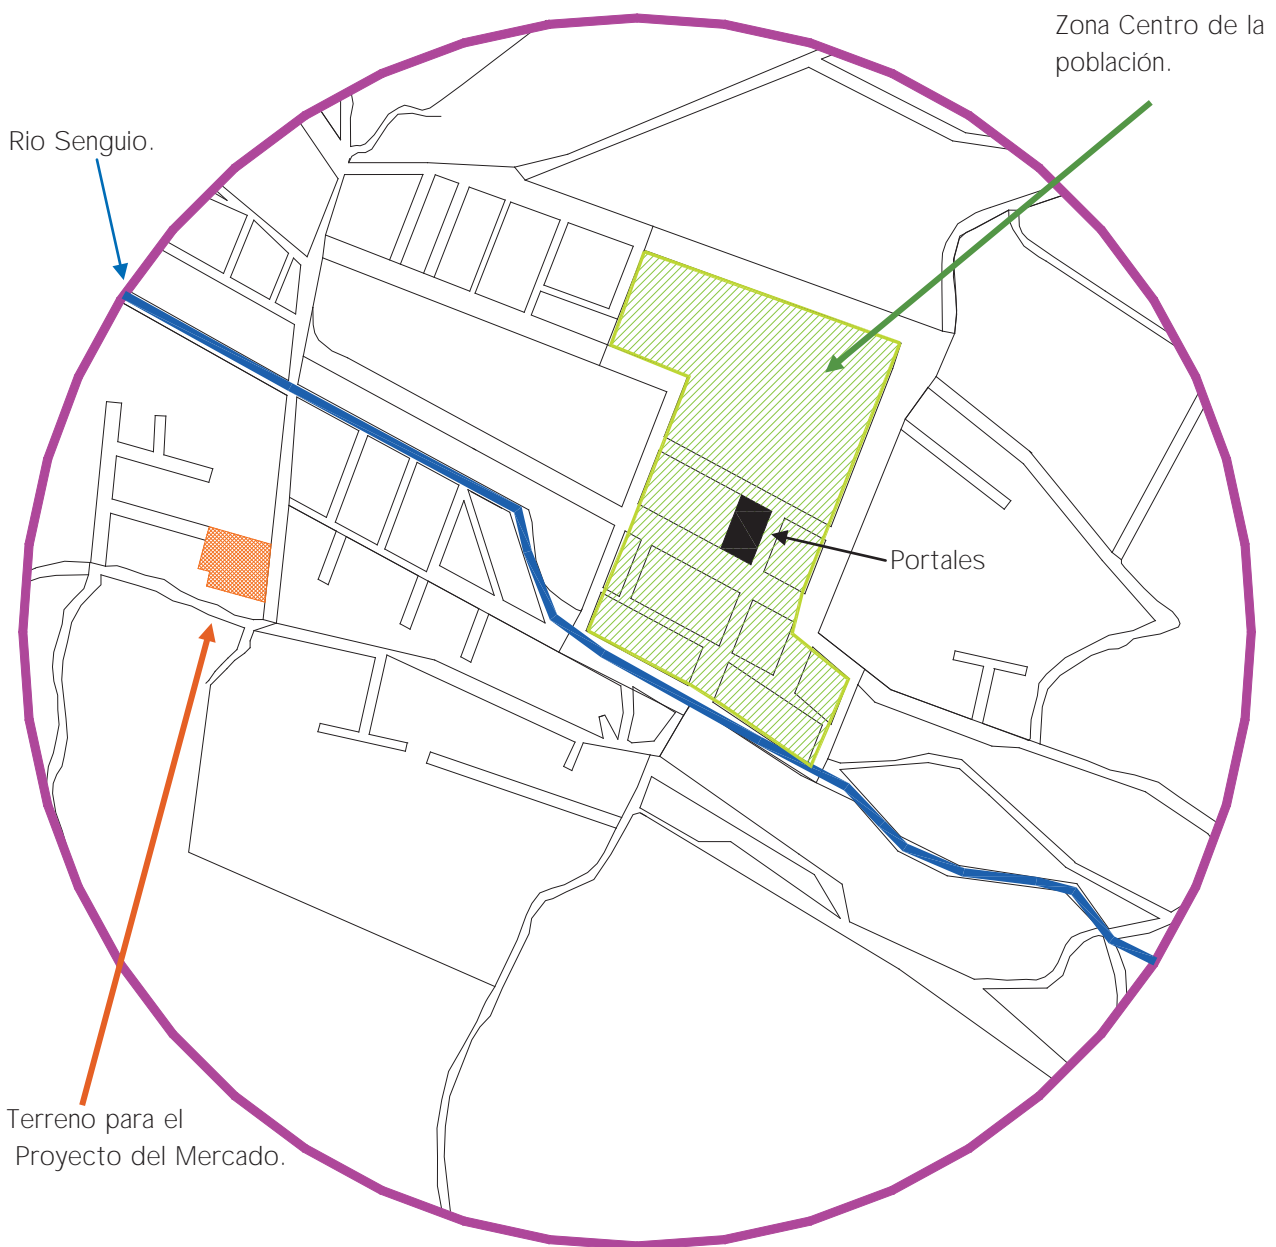 Zona Centro de la
población.
Rio Senguio.
Portales
Terreno para el
Proyecto del Mercado.